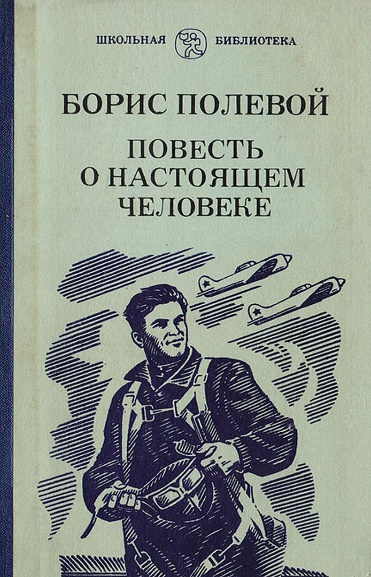 ШКОЛЬНАЯ БИБЛИОТЕКА
БОРИС ПОЛЕВОЙ
ПОВЕСТЬ
О НАСТОЯЩЕМ
ЧЕЛОВЕКЕ